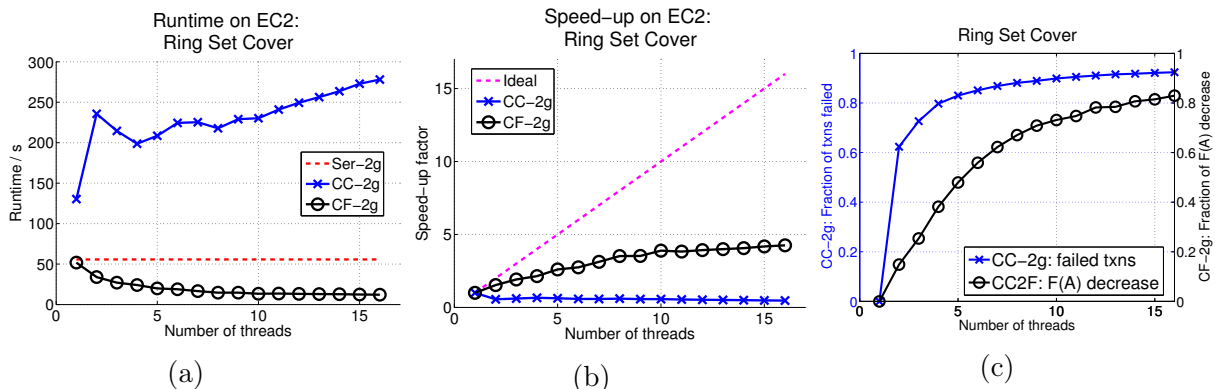 Runtime on EC2:
Ring Set Cover
300
250
200
150
100
50
0
0
5
10
15
Runtime / s
Number of threads
Ser−2g
CC−2g
CF−2g
(a)
Speed−up on EC2:
Ring Set Cover
15
10
5
0
0
5
10
15
Speed−up factor
Number of threads
Ideal
CC−2g
CF−2g
(b)
Ring Set Cover
1
0.8
0.6
0.4
0.2
0
0
5
10
15
CC−2g: Fraction of txns failed
Number of threads
1
0.8
0.6
0.4
0.2
0
CF−2g: Fraction of F(A) decrease
CC−2g: failed txns
CC2F: F(A) decrease
(c)